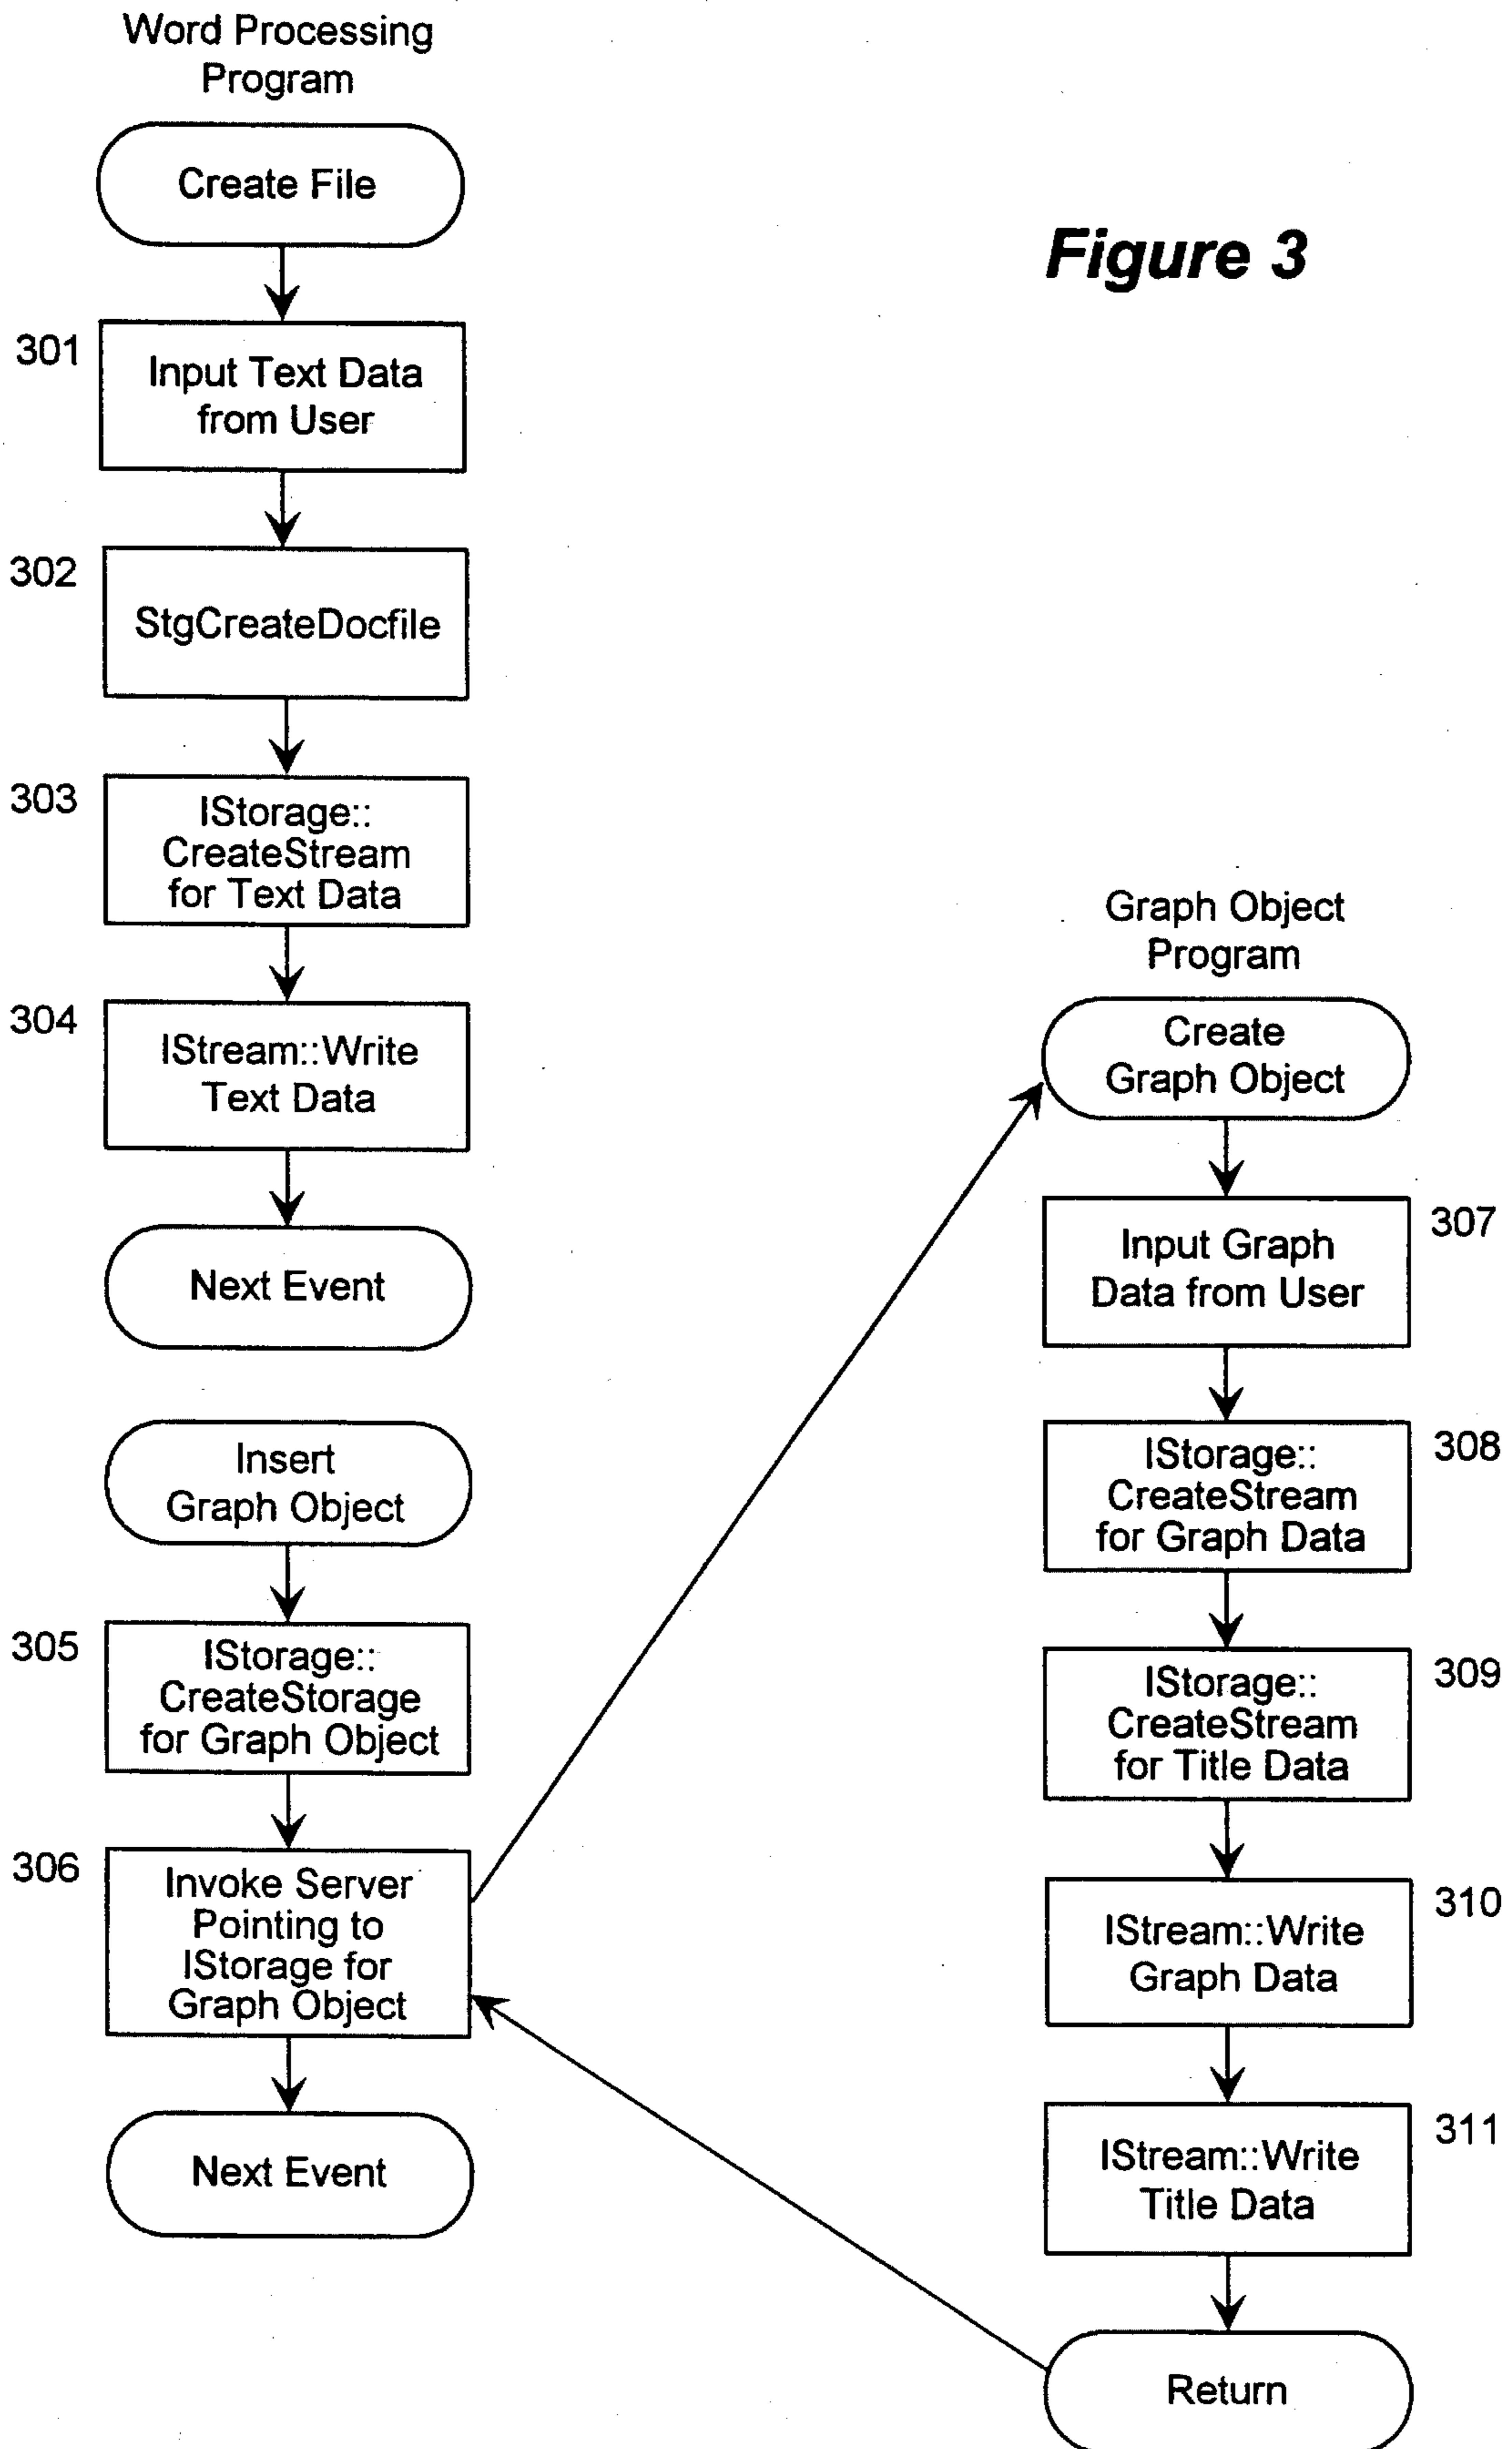 Word Processing
Program
Create File
Figure 3
301
Input Text Data
from User
302
StgCreateDocfile
303
IStorage::
CreateStream
for Text Data
304
IStream::Write
Text Data
Next Event
Insert
Graph Object
305
IStorage::
CreateStorage
for Graph Object
306
Invoke Server
Pointing to
IStorage for
Graph Object
Next Event
Graph Object
Program
Create
Graph Object
307
Input Graph
Data from User
308
IStorage::
CreateStream
for Graph Data
309
IStorage::
CreateStream
for Title Data
310
IStream::Write
Graph Data
311
IStream::Write
Title Data
Return